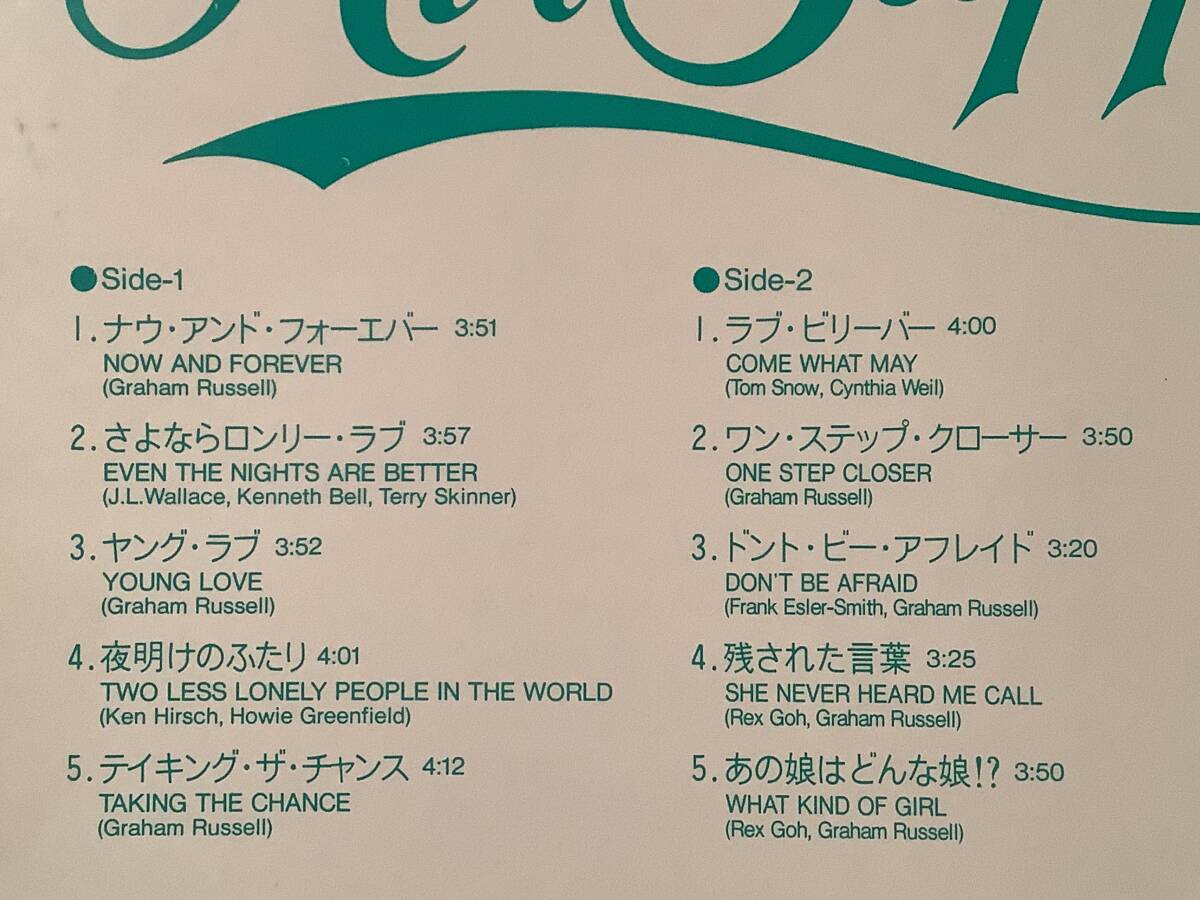 ●Side-1
1.ナウ・アンド・フォーエバー 3:51
NOW AND FOREVER
(Graham Russell)
2.さよならロンリー・ラブ 3:57
EVEN THE NIGHTS ARE BETTER
(J.L.Wallace, Kenneth Bell, Terry Skinner)
3.ヤング・ラブ 3:52
YOUNG LOVE
(Graham Russell)
4.夜明けのふたり 4:01
TWO LESS LONELY PEOPLE IN THE WORLD
(Ken Hirsch, Howie Greenfield)
5.テイキング・ザ・チャンス 4:12
TAKING THE CHANCE
(Graham Russell)
●Side-2
1.ラブ・ビリーバー 4:00
COME WHAT MAY
(Tom Snow, Cynthia Weil)
2.ワン・ステップ・クローサー 3:50
ONE STEP CLOSER
(Graham Russell)
3.ドント・ビー・アフレイド 3:20
DON'T BE AFRAID
(Frank Esler-Smith, Graham Russell)
4.残された言葉 3:25
SHE NEVER HEARD ME CALL
(Rex Goh, Graham Russell)
5.あの娘はどんな娘!? 3:50
WHAT KIND OF GIRL
(Rex Goh, Graham Russell)